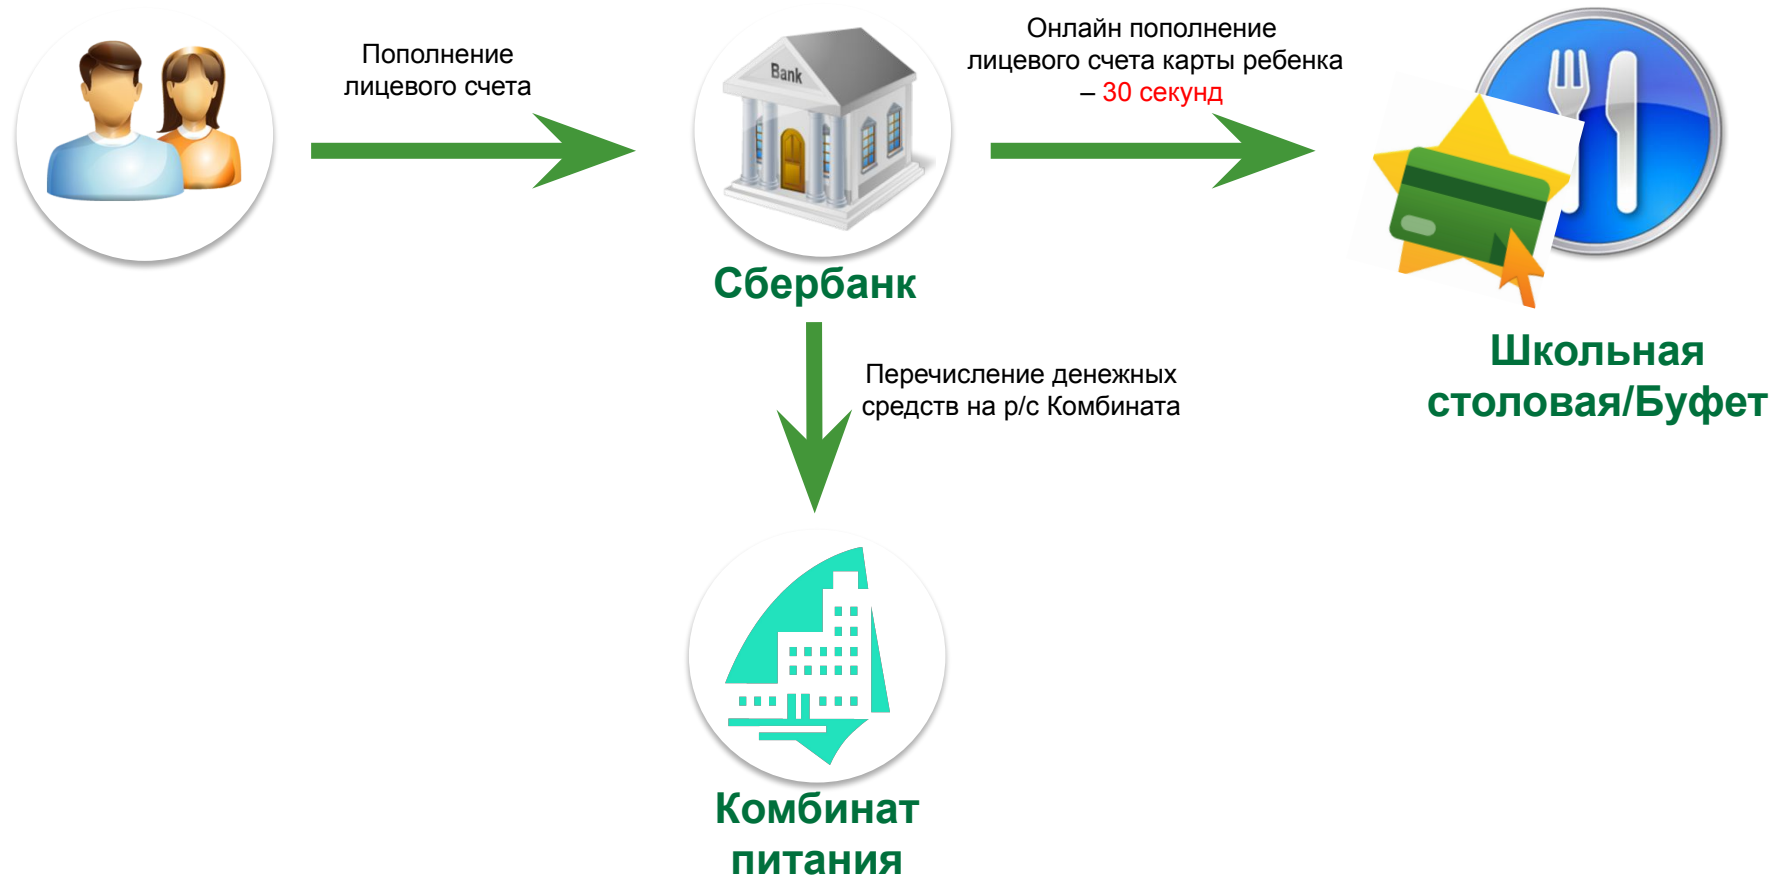 Пополнение
лицевого счета
Bank
Онлайн пополнение
лицевого счета карты ребенка
– 30 секунд
Сбербанк
Школьная
столовая/Буфет
Перечисление денежных
средств на р/с Комбината
Комбинат
питания